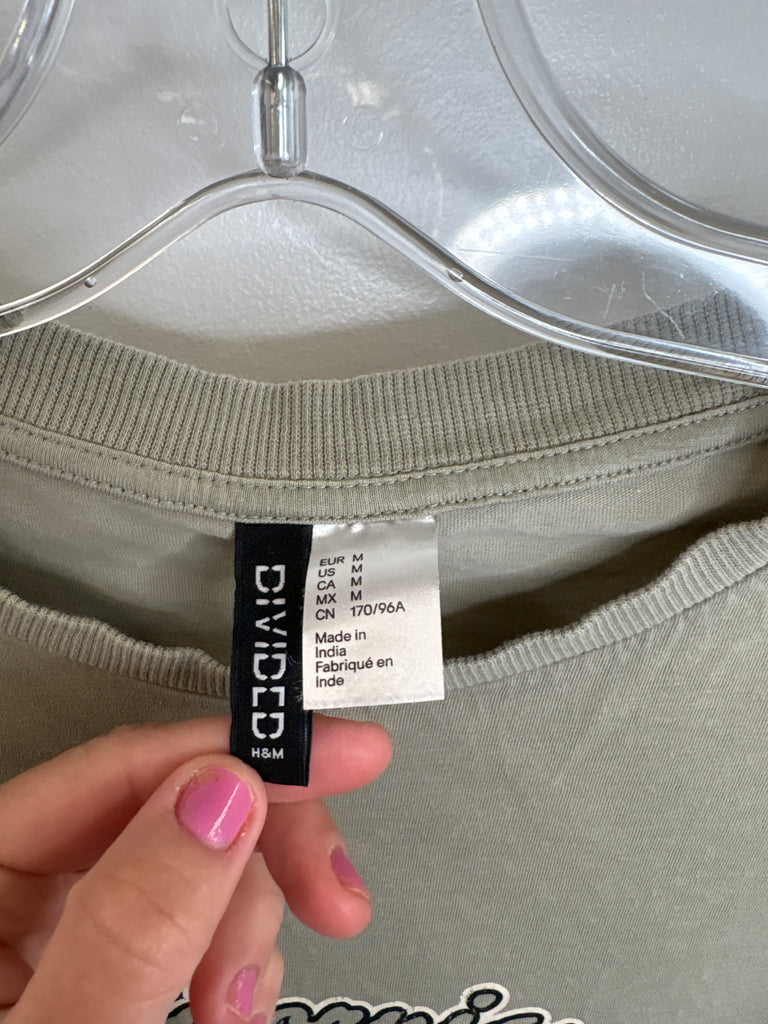 DIVIDED
H&M
EUR M
US M
CA M
MX M
CN 170/96A
Made in
India
Fabriqué en
inde